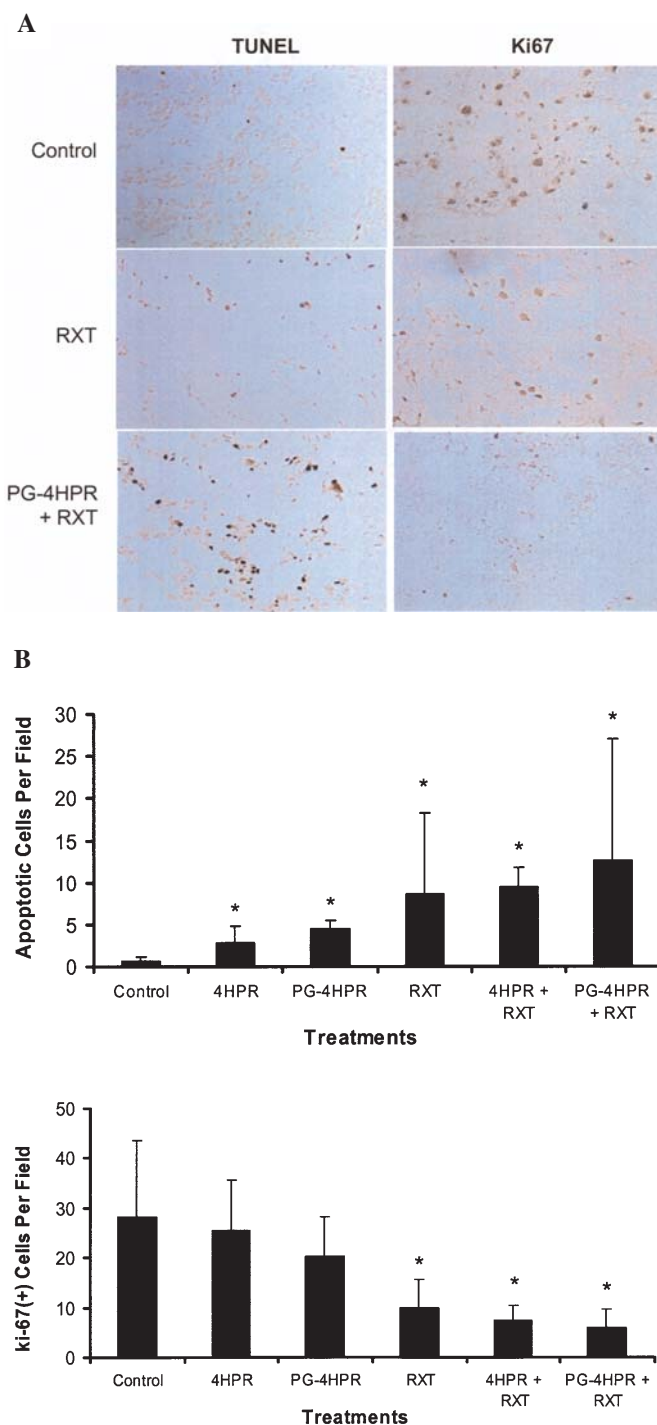 A
TUNEL Ki67
Control
RXT
PG-4HPR
+ RXT
B
30
25
20
15
10
5
0
Apoptotic Cells Per Field
* * * * *
Control 4HPR PG-4HPR RXT 4HPR + RXT PG-4HPR + RXT
Treatments
50
40
30
20
10
0
ki-67(+) Cells Per Field
* * *
Control 4HPR PG-4HPR RXT 4HPR + RXT PG-4HPR + RXT
Treatments